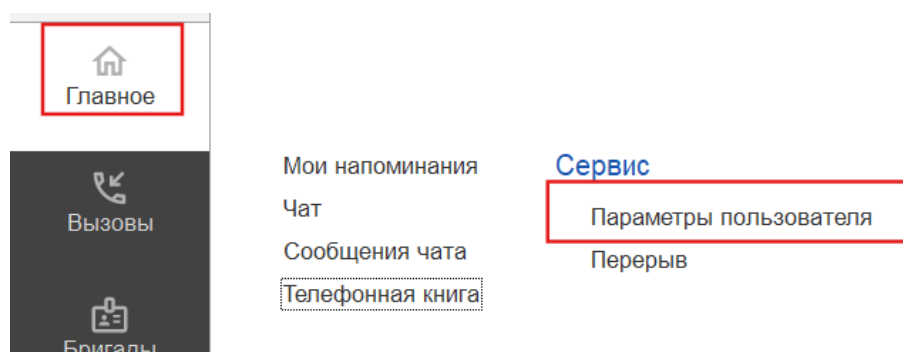 Главное
Вызовы
Бригады
Мои напоминания
Чат
Сообщения чата
Телефонная книга
Сервис
Параметры пользователя
Перерыв